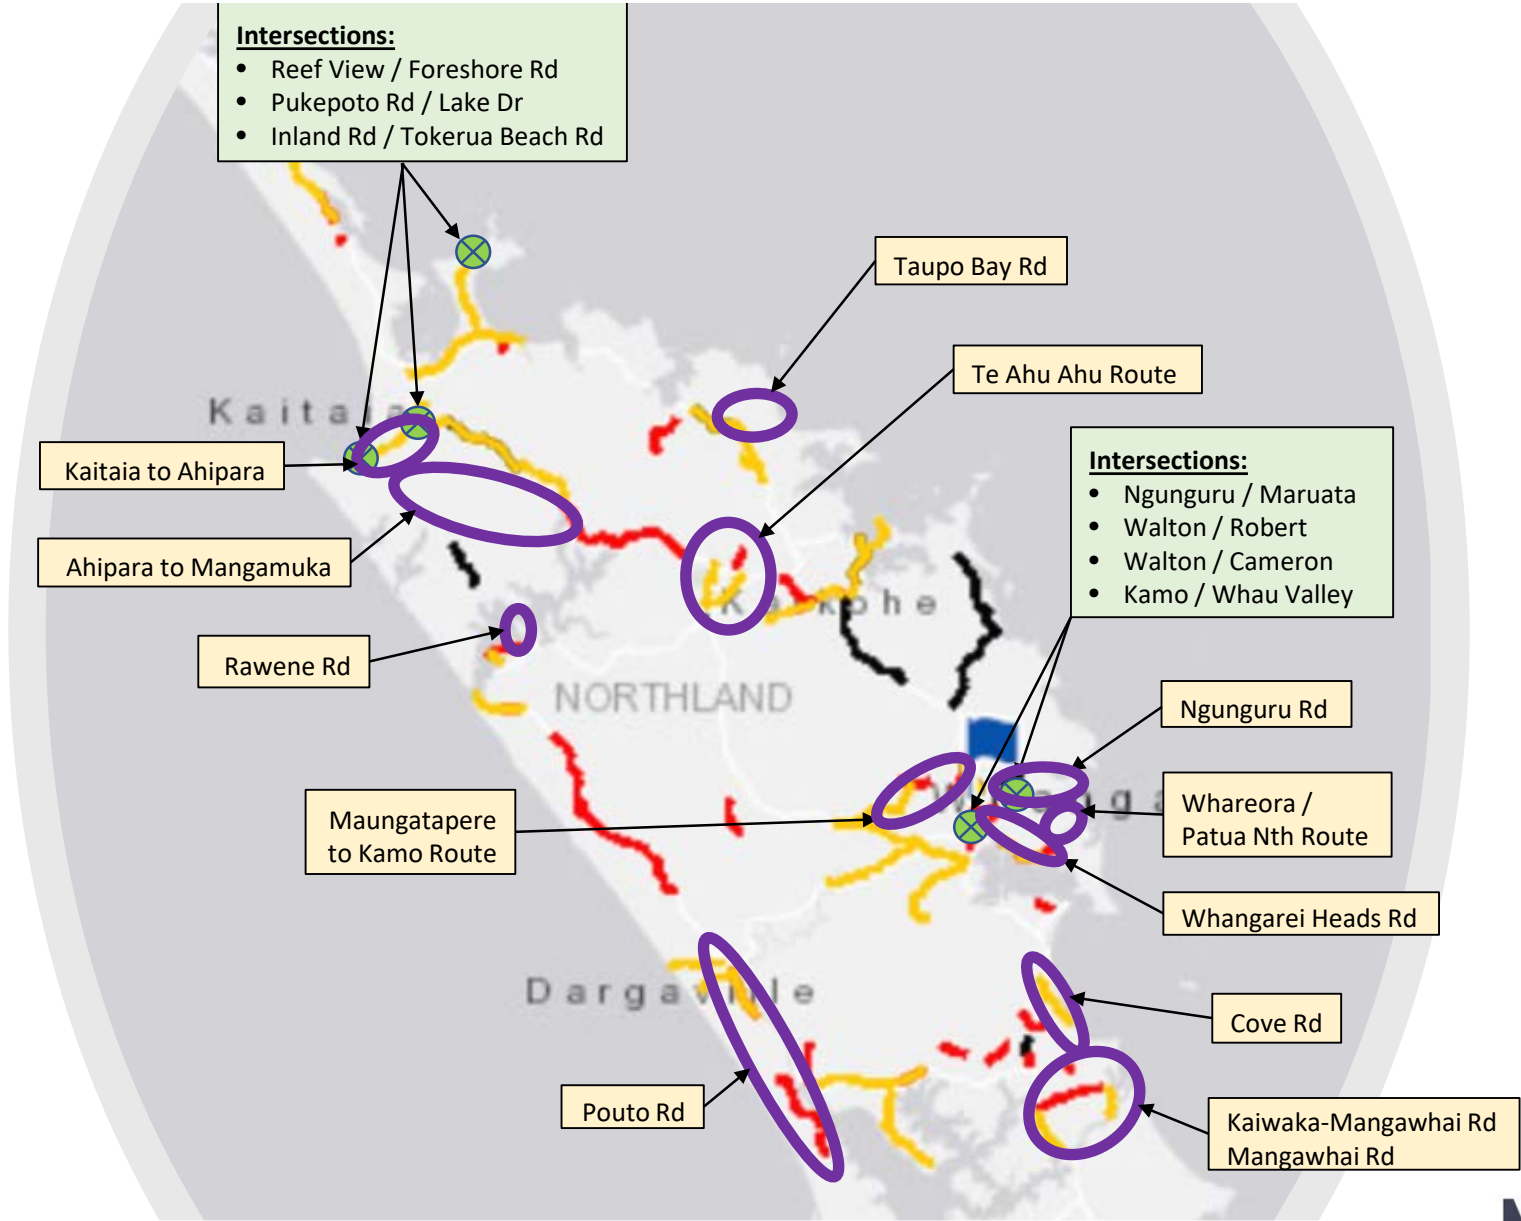 Intersections:
• Reef View / Foreshore Rd
• Pukepoto Rd / Lake Dr
• Inland Rd / Tokerua Beach Rd
Taupo Bay Rd
Te Ahu Ahu Route
Kaitaia
Kaitaia to Ahipara
Intersections:
• Ngunguru / Maruata
• Walton / Robert
• Walton / Cameron
• Kamo / Whau Valley
Ahipara to Mangamuka
Kaikohe
Rawene Rd
NORTHLAND
Ngunguru Rd
Maungatapere
to Kamo Route
Whareora /
Patua Nth Route
Whangarei Heads Rd
Dargaville
Cove Rd
Pouto Rd
Kaiwaka-Mangawhai Rd
Mangawhai Rd